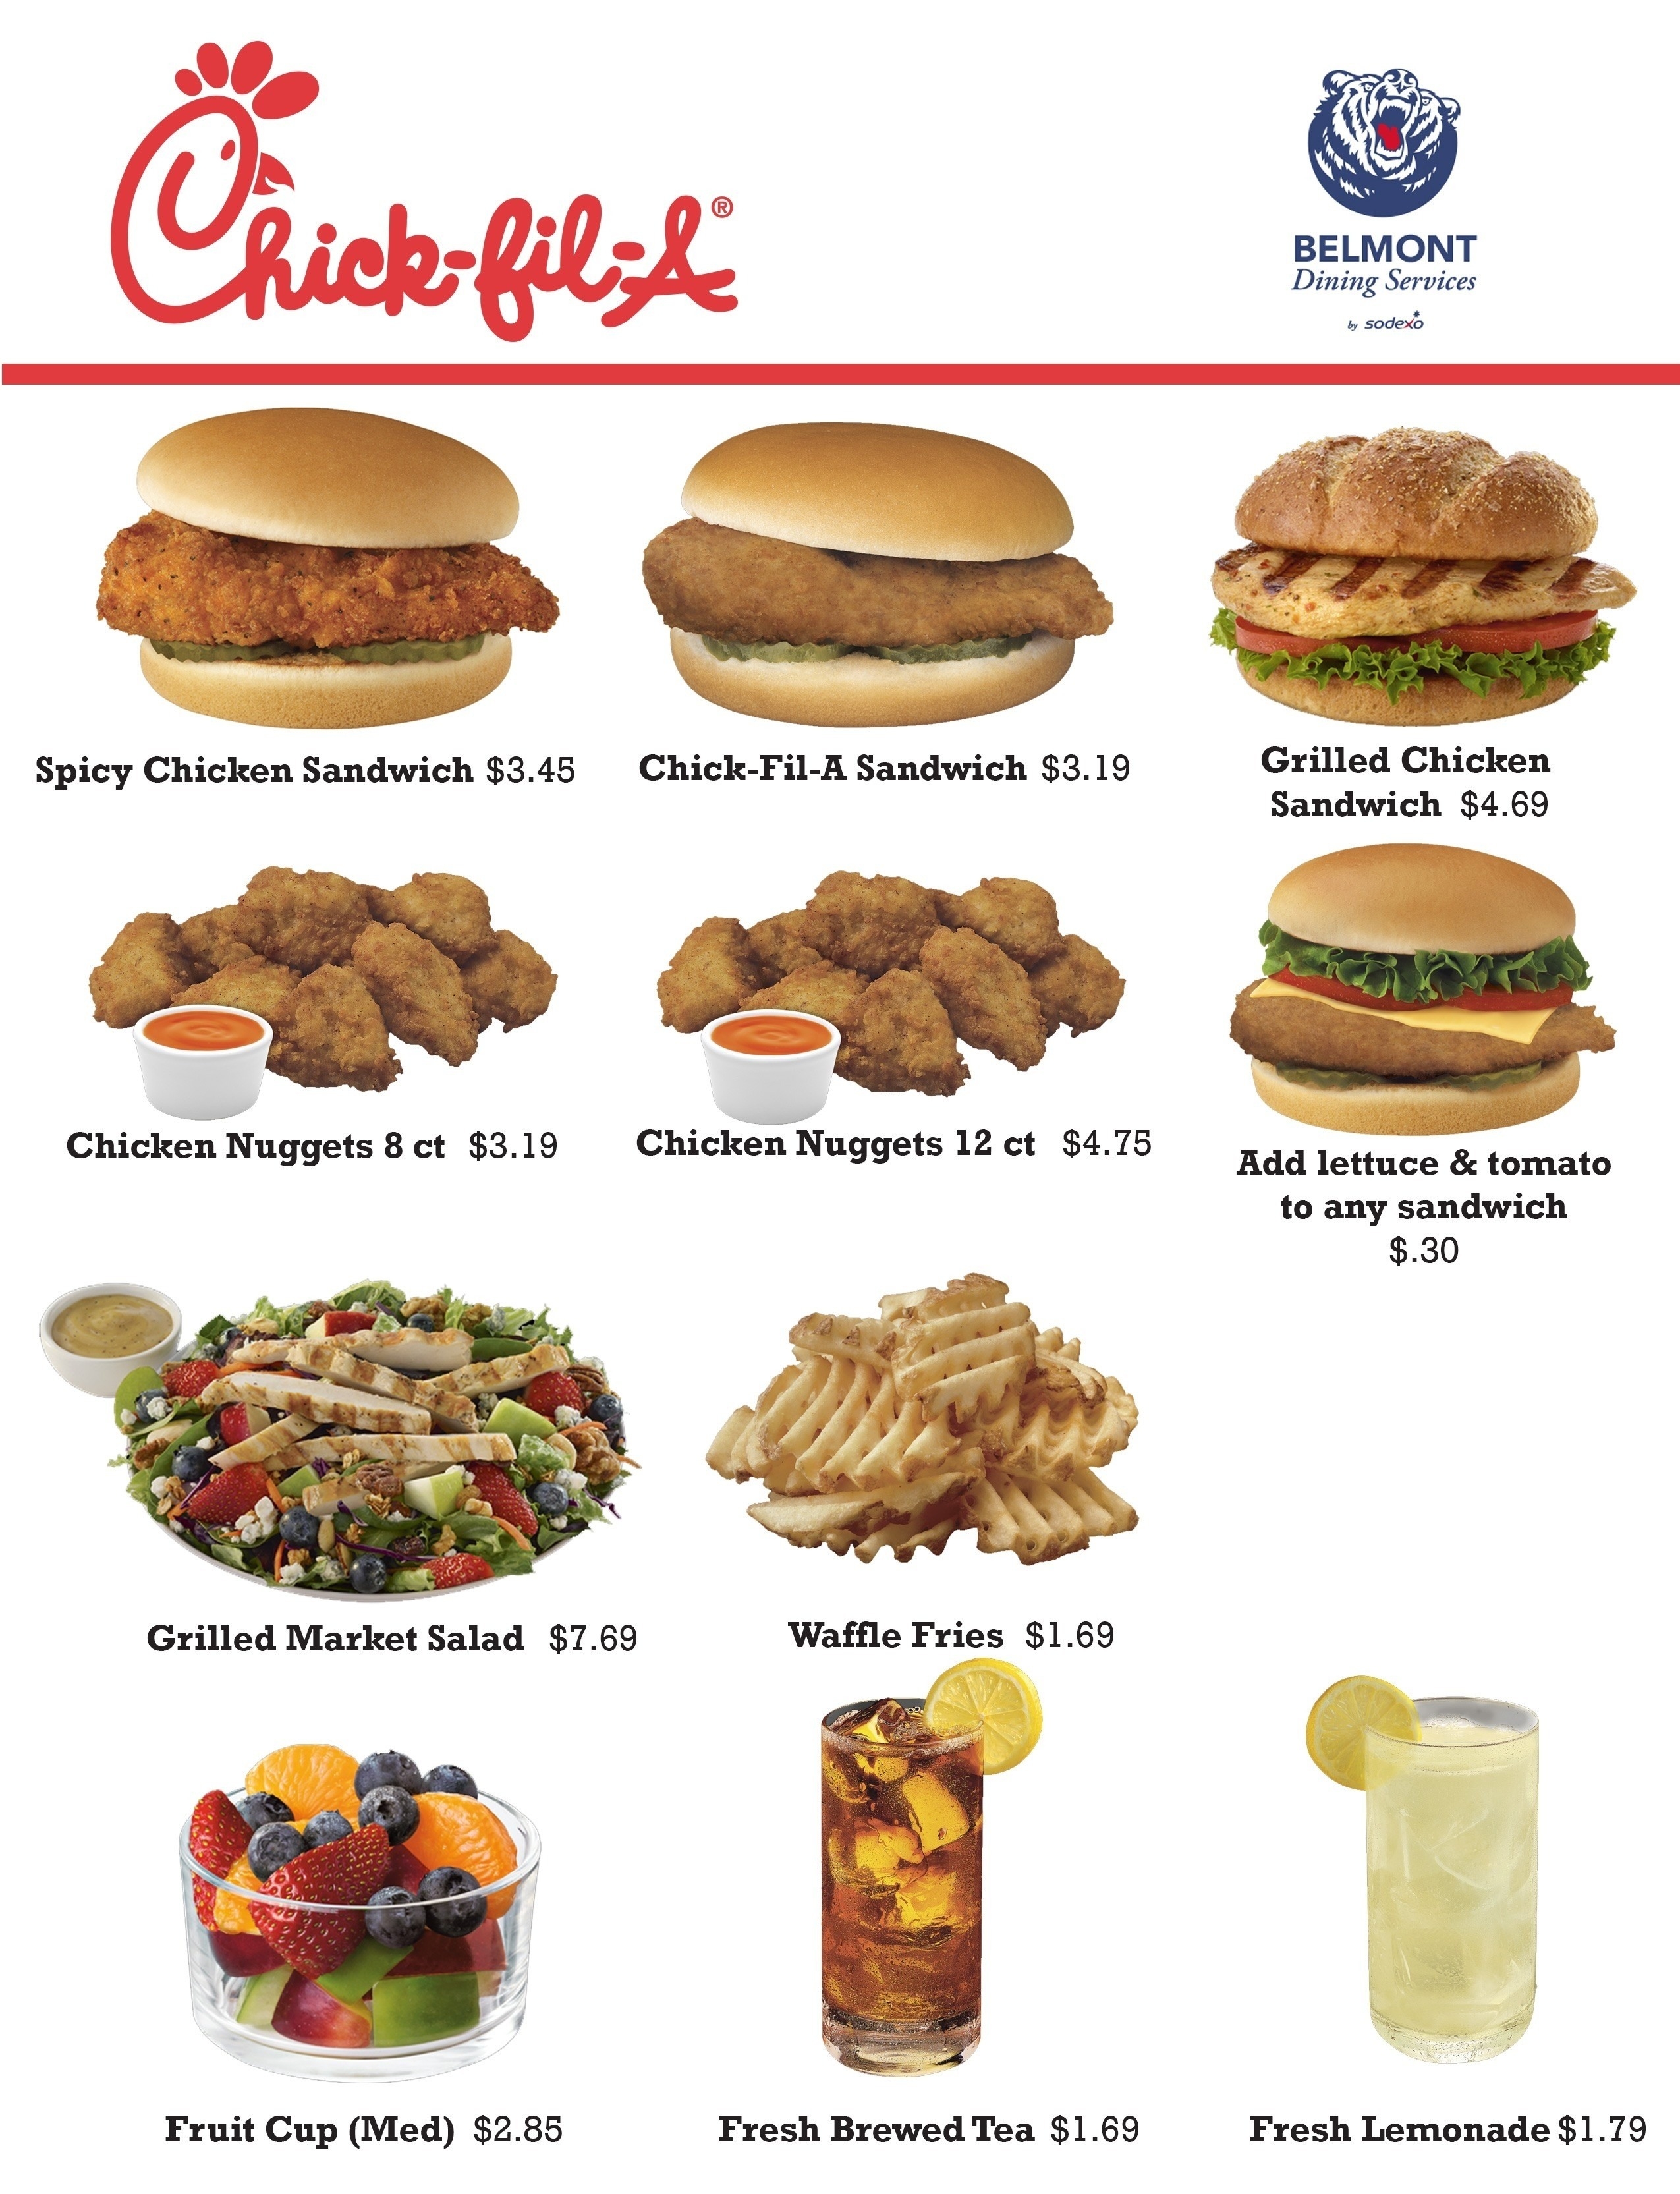 Chick-fil-A®
BELMONT
Dining Services
by sodexo
Spicy Chicken Sandwich $3.45
Chick-Fil-A Sandwich $3.19
Grilled Chicken
Sandwich $4.69
Chicken Nuggets 8 ct $3.19
Chicken Nuggets 12 ct $4.75
Add lettuce & tomato
to any sandwich
$.30
Grilled Market Salad $7.69
Waffle Fries $1.69
Fruit Cup (Med) $2.85
Fresh Brewed Tea $1.69
Fresh Lemonade $1.79